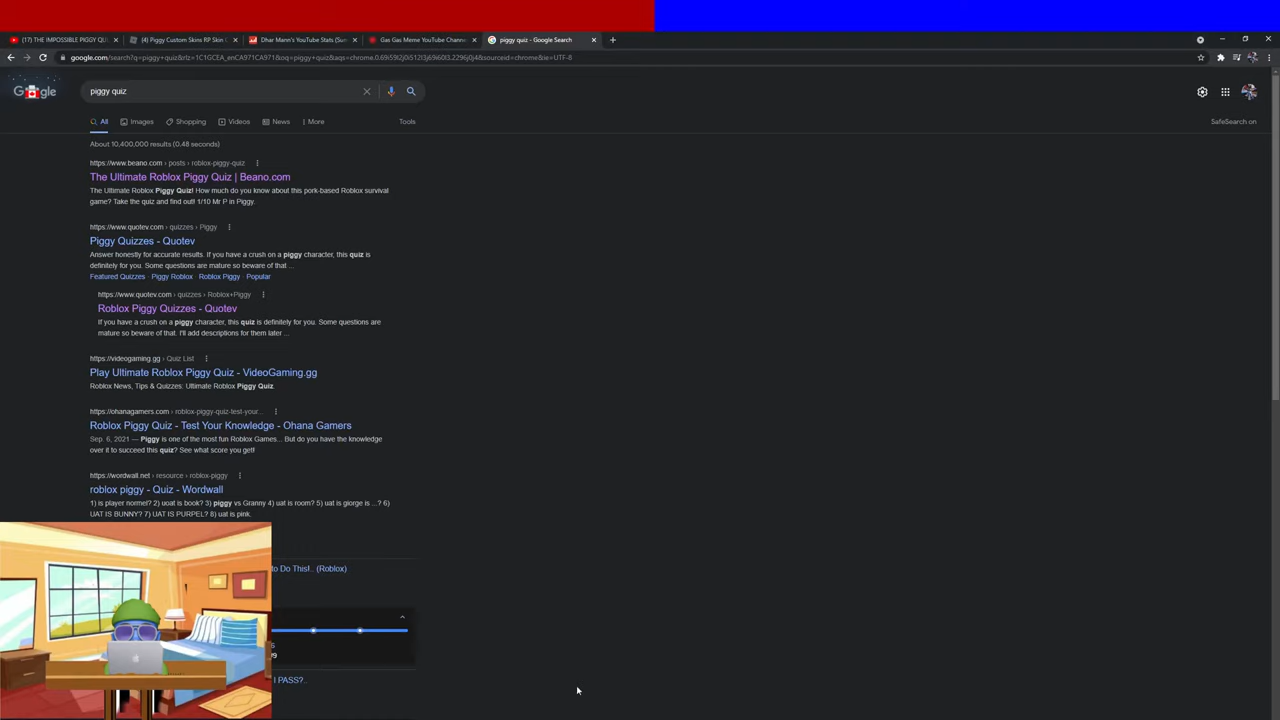 (17) THE IMPOSSIBLE PIGGY QU
(4) Piggy Custom Skins RP Skin
Dhar Mann's YouTube Stats (Sum
Gas Gas Meme YouTube Channe
piggy quiz - Google Search
google.com/search?q=piggy+quiz&rlz=1C1GCEA_enCA971CA971&oq=piggy+quiz&aqs=chrome.0.69i59l2j0i512l3j69i60l3.2296j0j4&sourceid=chrome&ie=UTF-8
Google
piggy quiz
All
Images
Shopping
Videos
News
More
Tools
SafeSearch on
About 10,400,000 results (0.48 seconds)
https://www.beano.com › posts › roblox-piggy-quiz
The Ultimate Roblox Piggy Quiz | Beano.com
The Ultimate Roblox Piggy Quiz! How much do you know about this pork-based Roblox survival
game? Take the quiz and find out! 1/10 Mr P in Piggy.
https://www.quotev.com › quizzes › Piggy
Piggy Quizzes - Quotev
Answer honestly for accurate results. If you have a crush on a piggy character, this quiz is
definitely for you. Some questions are mature so beware of that ...
Featured Quizzes · Piggy Roblox · Roblox Piggy · Popular
https://www.quotev.com › quizzes › Roblox+Piggy
Roblox Piggy Quizzes - Quotev
If you have a crush on a piggy character, this quiz is definitely for you. Some questions are
mature so beware of that. I'll add descriptions for them later ...
https://videogaming.gg › Quiz List
Play Ultimate Roblox Piggy Quiz - VideoGaming.gg
Roblox News, Tips & Quizzes: Ultimate Roblox Piggy Quiz.
https://ohanagamers.com › roblox-piggy-quiz-test-your...
Roblox Piggy Quiz - Test Your Knowledge - Ohana Gamers
Sep. 6, 2021 — Piggy is one of the most fun Roblox Games... But do you have the knowledge
over it to succeed this quiz? See what score you get!
https://wordwall.net › resource › roblox-piggy
roblox piggy - Quiz - Wordwall
1) is player normel? 2) uoat is book? 3) piggy vs Granny 4) uat is room? 5) uat is giorge is ...? 6)
UAT IS BUNNY? 7) UAT IS PURPEL? 8) uat is pink.
to Do This!.. (Roblox)
I PASS?..